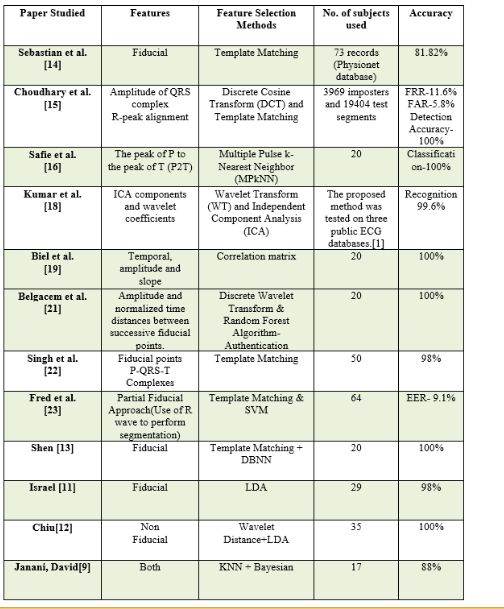 Paper Studied Features Feature Selection Methods No. of subjects used Accuracy
Sebastian et al. [14] Fiducial Template Matching 73 records (Physionet database) 81.82%
Choudhary et al. [15] Amplitude of QRS complex R-peak alignment Discrete Cosine Transform (DCT) and Template Matching 3969 imposters and 19404 test segments FRR-11.6% FAR-5.8% Detection Accuracy-100%
Safie et al. [16] The peak of P to the peak of T (P2T) Multiple Pulse k-Nearest Neighbor (MPkNN) 20 Classification-100%
Kumar et al. [18] ICA components and wavelet coefficients Wavelet Transform (WT) and Independent Component Analysis (ICA) The proposed method was tested on three public ECG databases.[1] Recognition 99.6%
Biel et al. [19] Temporal, amplitude and slope Correlation matrix 20 100%
Belgacem et al. [21] Amplitude and normalized time distances between successive fiducial points. Discrete Wavelet Transform & Random Forest Algorithm-Authentication 20 100%
Singh et al. [22] Fiducial points P-QRS-T Complexes Template Matching 50 98%
Fred et al. [23] Partial Fiducial Approach(Use of R wave to perform segmentation) Template Matching & SVM 64 EER- 9.1%
Shen [13] Fiducial Template Matching + DBNN 20 100%
Israel [11] Fiducial LDA 29 98%
Chiu[12] Non Fiducial Wavelet Distance+LDA 35 100%
Janani, David[9] Both KNN + Bayesian 17 88%